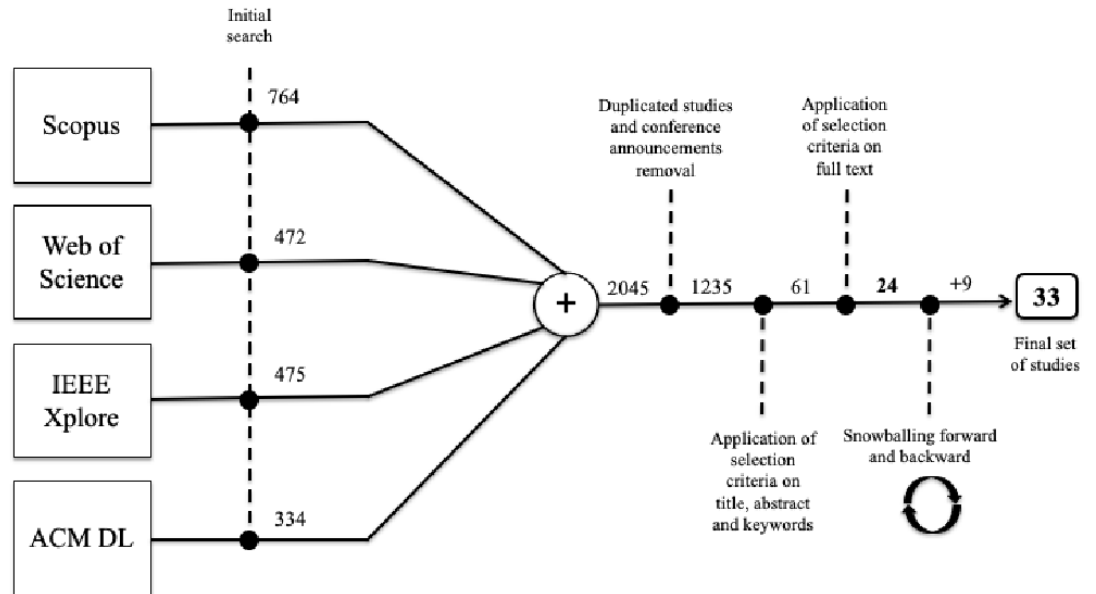 Initial
search
Scopus
764
Web of
Science
472
IEEE
Xplore
475
ACM DL
334
+
2045
Duplicated studies
and conference
announcements
removal
1235
Application of
selection
criteria on
title, abstract
and keywords
61
Application
of selection
criteria on
full text
24
Snowballing forward
and backward
+9
33
Final set
of studies